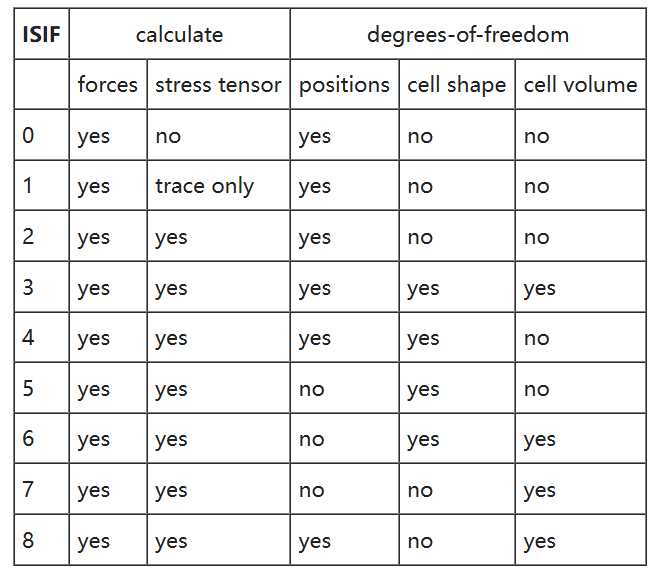 ISIF calculate degrees-of-freedom
forces stress tensor positions cell shape cell volume
0 yes no yes no no
1 yes trace only yes no no
2 yes yes yes no no
3 yes yes yes yes yes
4 yes yes yes yes no
5 yes yes no yes no
6 yes yes no yes yes
7 yes yes no no yes
8 yes yes yes no yes